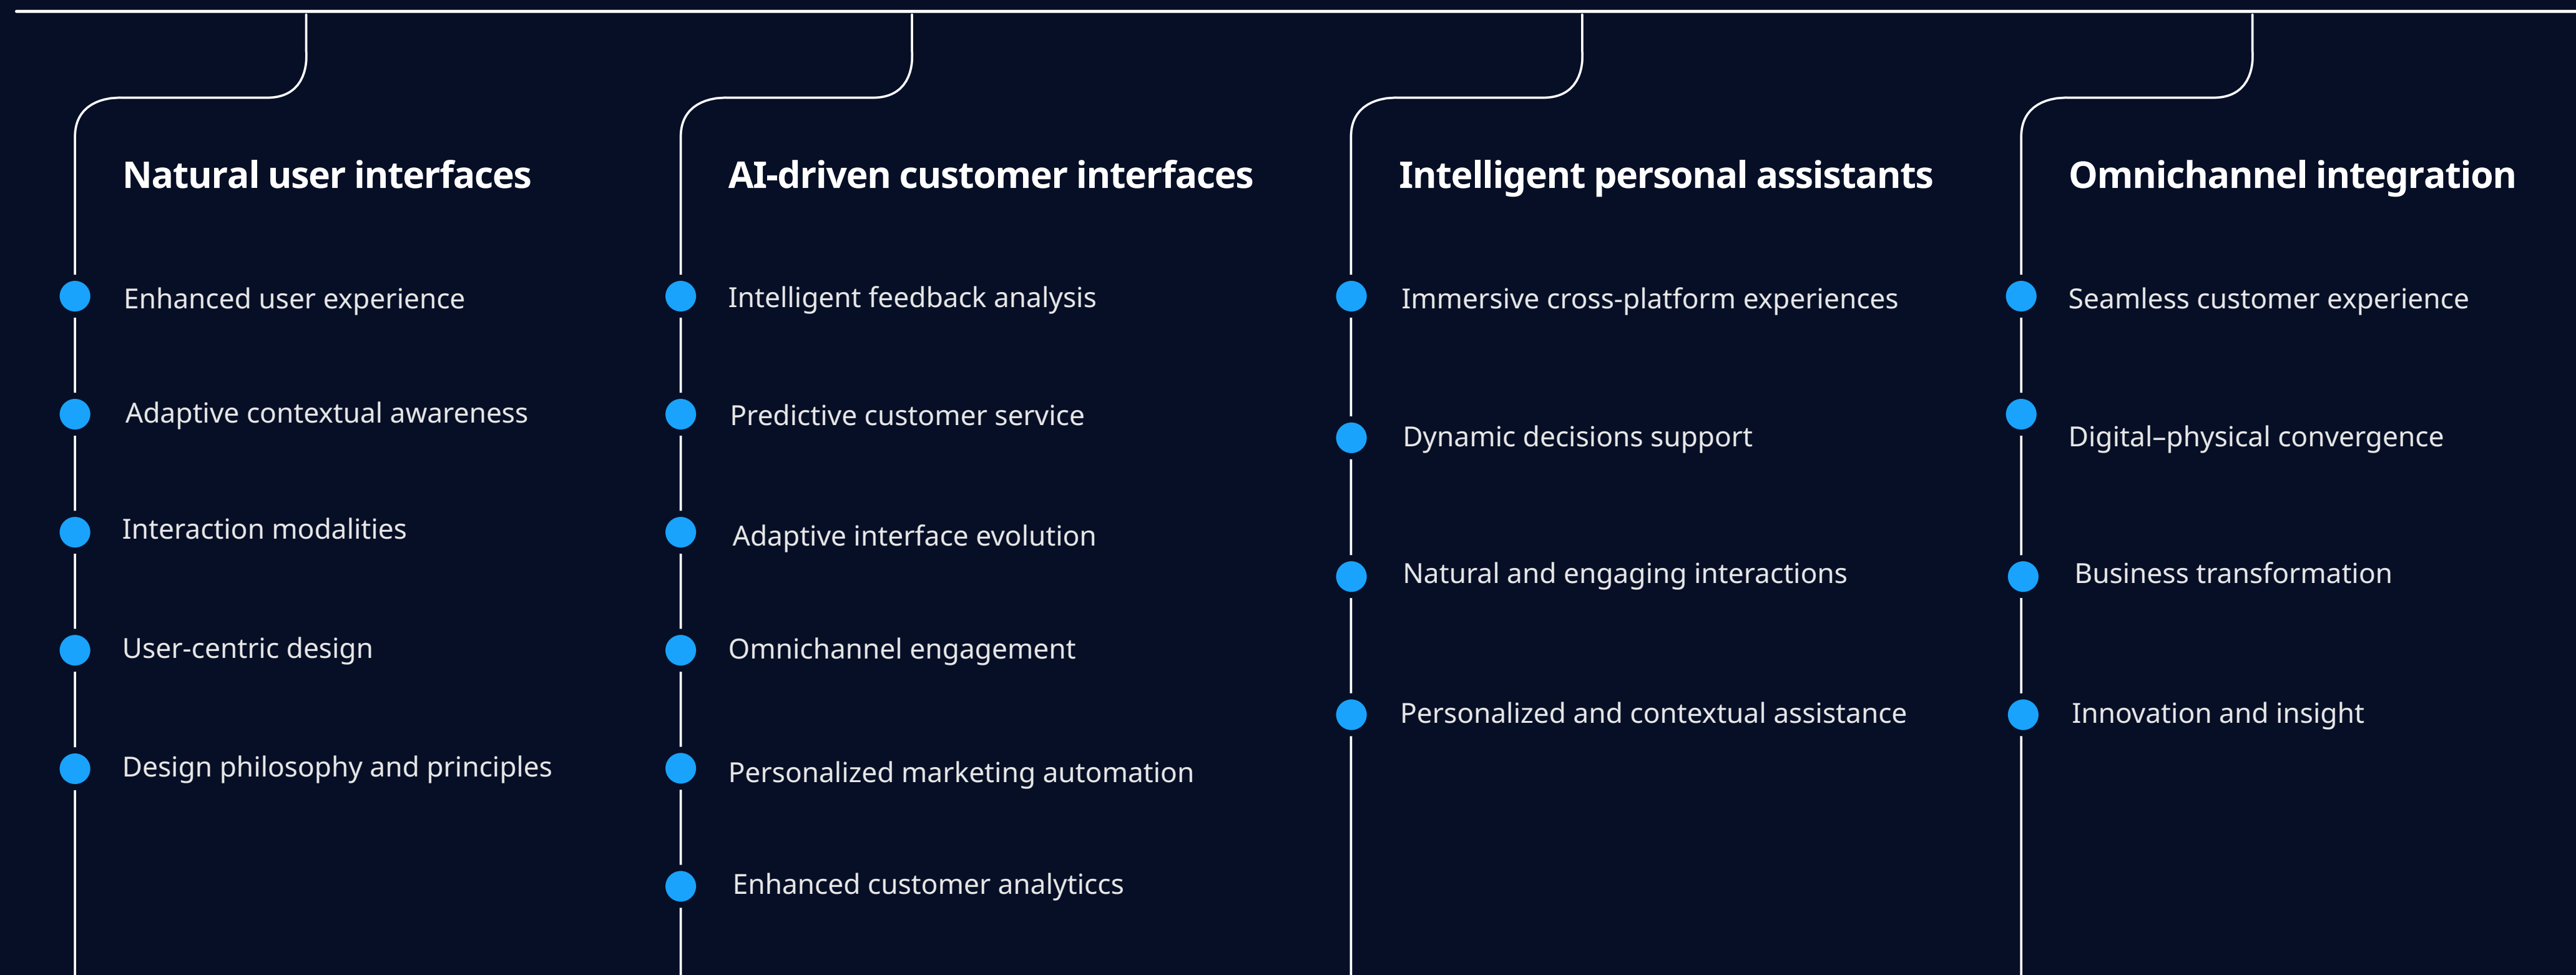 Natural user interfaces
Enhanced user experience
Adaptive contextual awareness
Interaction modalities
User-centric design
Design philosophy and principles
AI-driven customer interfaces
Intelligent feedback analysis
Predictive customer service
Adaptive interface evolution
Omnichannel engagement
Personalized marketing automation
Enhanced customer analyticcs
Intelligent personal assistants
Immersive cross-platform experiences
Dynamic decisions support
Natural and engaging interactions
Personalized and contextual assistance
Omnichannel integration
Seamless customer experience
Digital–physical convergence
Business transformation
Innovation and insight